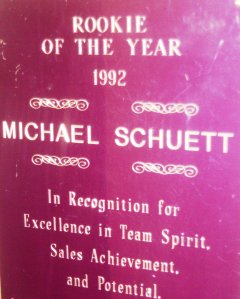 ROOKIE
OF THE YEAR
1992
MICHAEL SCHUETT
In Recognition for
Excellence in Team Spirit,
Sales Achievement,
and Potential.